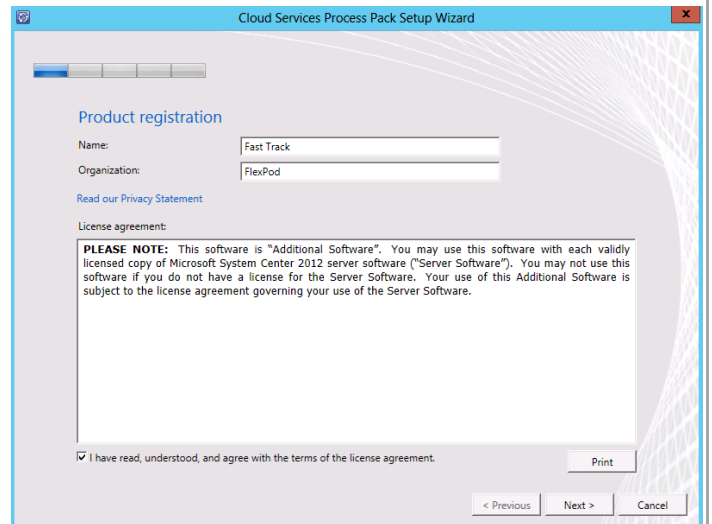 Cloud Services Process Pack Setup Wizard
x
Product registration
Name:
Fast Track
Organization:
FlexPod
Read our Privacy Statement
License agreement:
PLEASE NOTE: This software is "Additional Software". You may use this software with each validly
licensed copy of Microsoft System Center 2012 server software ("Server Software"). You may not use this
software if you do not have a license for the Server Software. Your use of this Additional Software is
subject to the license agreement governing your use of the Server Software.
I have read, understood, and agree with the terms of the license agreement.
Print
< Previous
Next >
Cancel